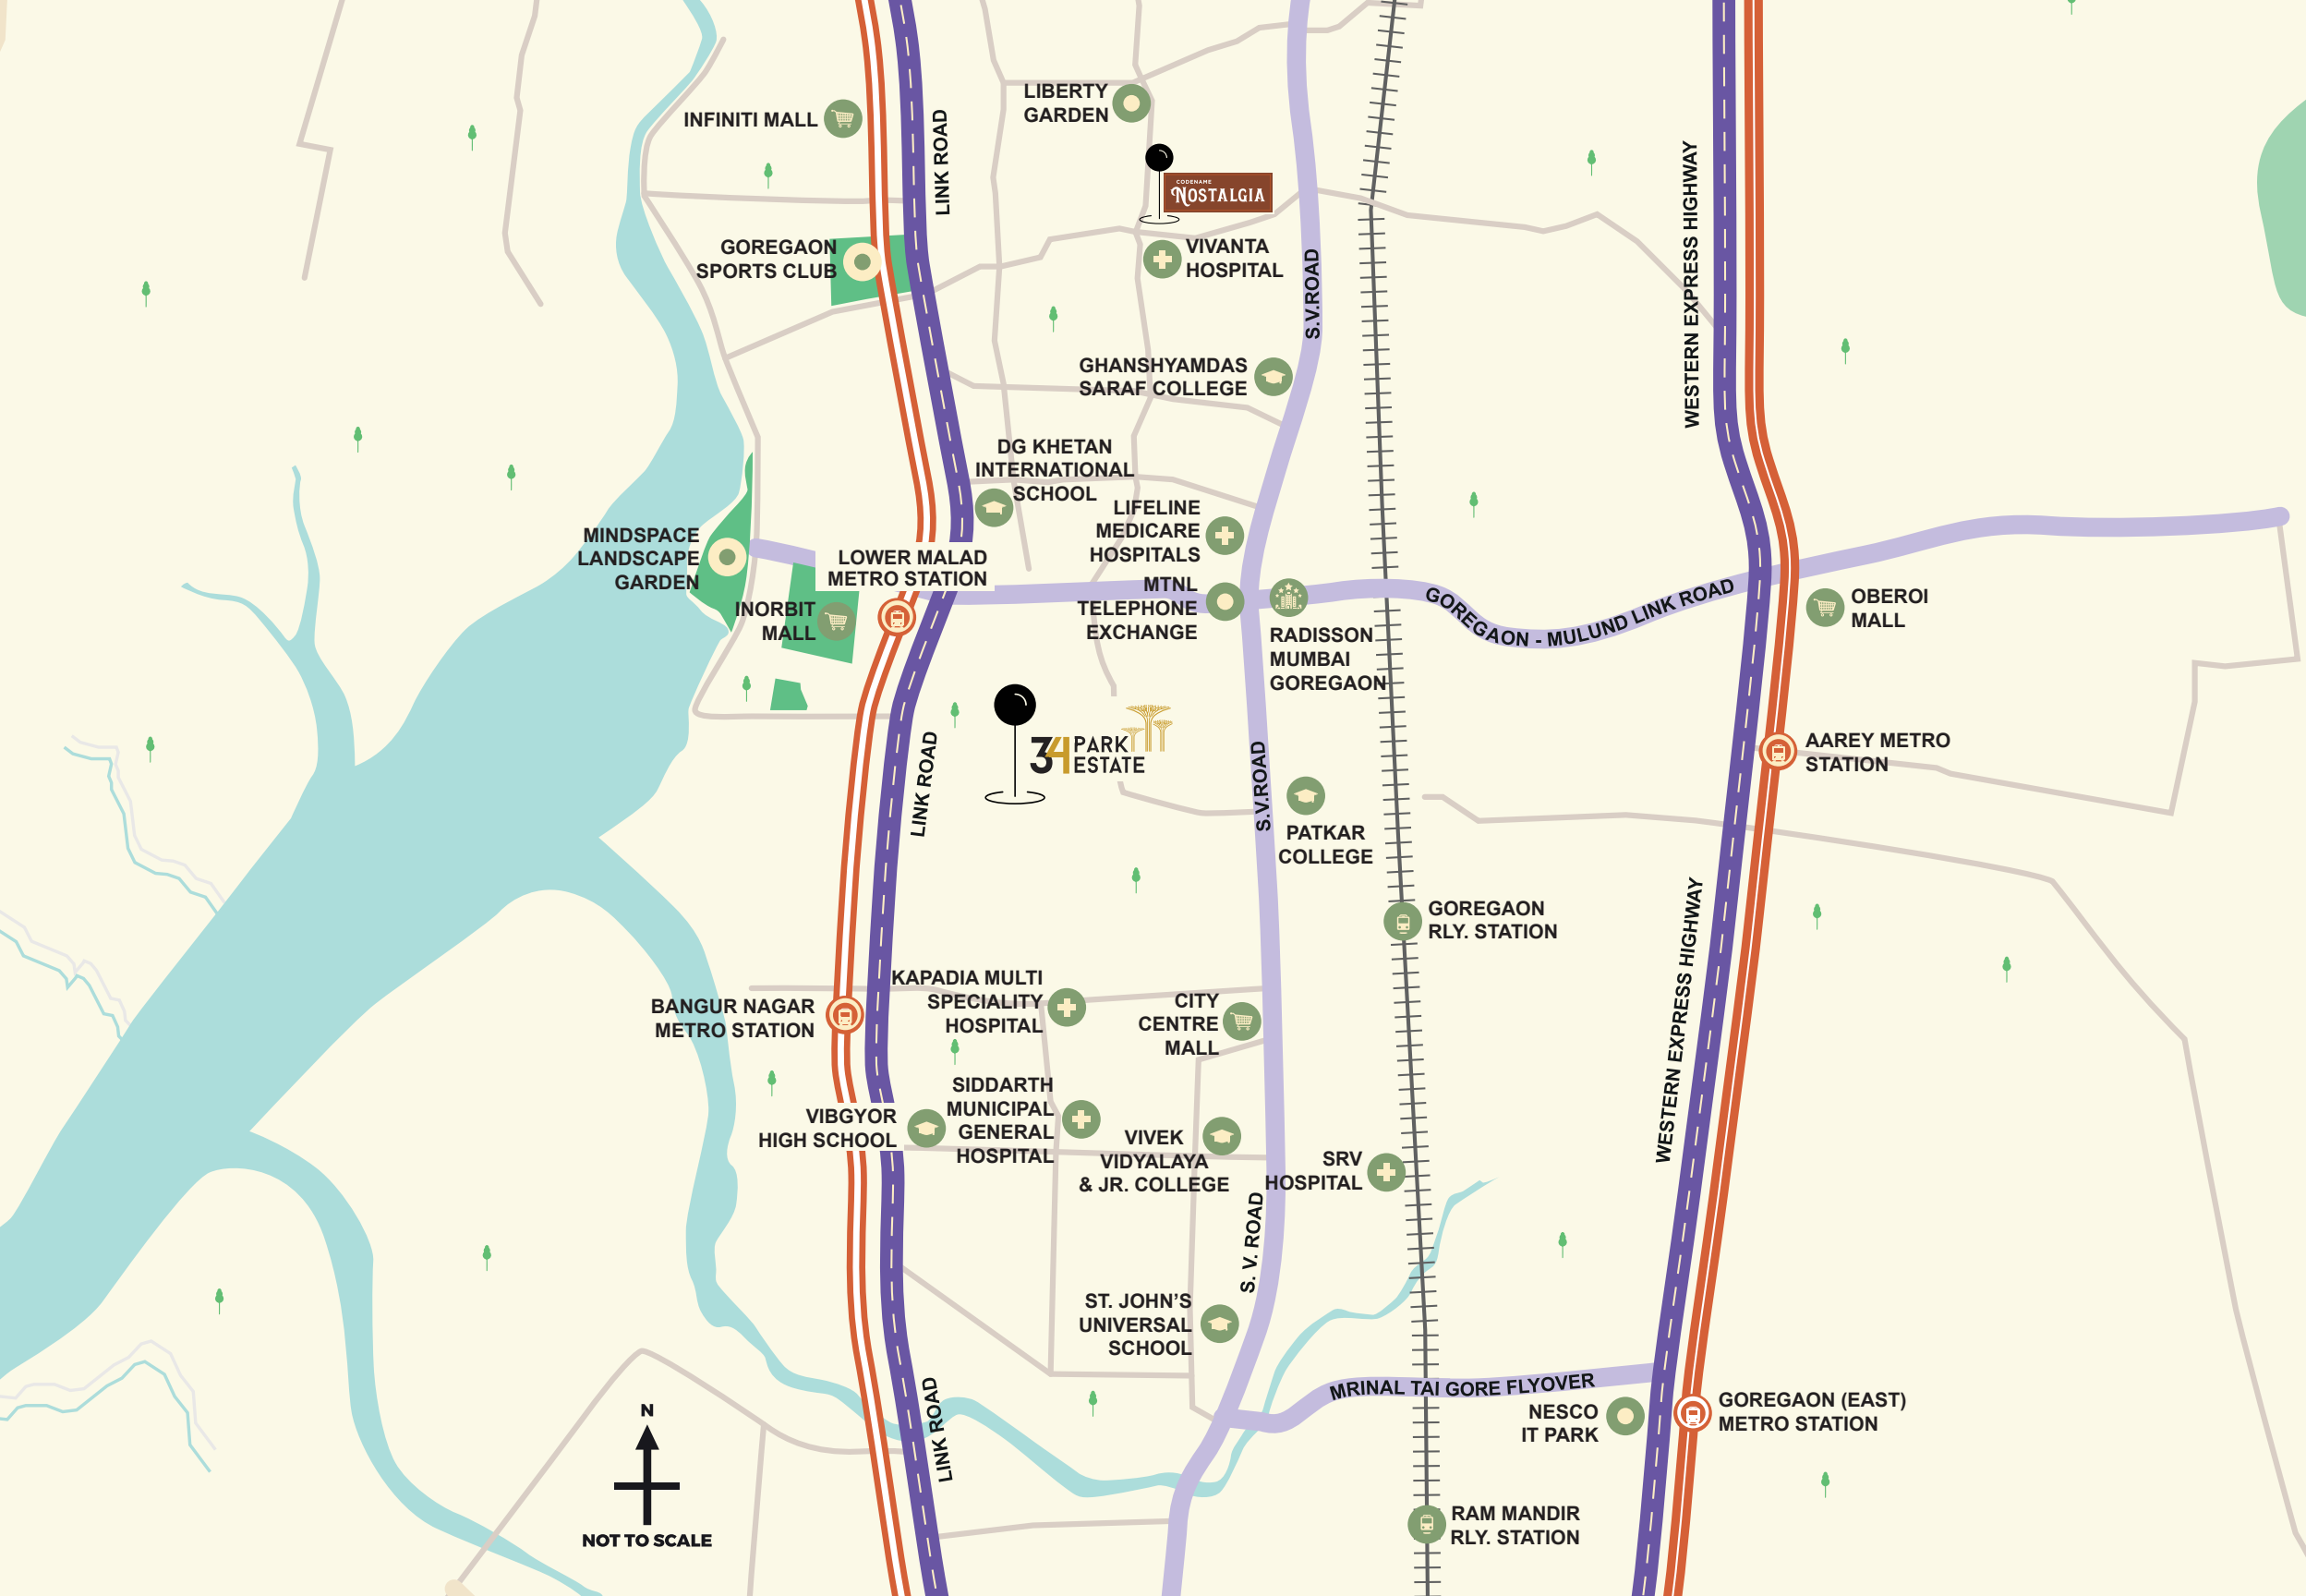 LIBERTY
GARDEN
INFINITI MALL
LINK ROAD
CODENAME
NOSTALGIA
WESTERN EXPRESS HIGHWAY
GOREGAON
SPORTS CLUB
VIVANTA
HOSPITAL
S.V.ROAD
GHANSHYAMDAS
SARAF COLLEGE
DG KHETAN
INTERNATIONAL
SCHOOL
LIFELINE
MEDICARE
HOSPITALS
MINDSPACE
LANDSCAPE
GARDEN
LOWER MALAD
METRO STATION
MTNL
TELEPHONE
EXCHANGE
INORBIT
MALL
RADISSON
MUMBAI
GOREGAON
GOREGAON - MULUND LINK ROAD
OBEROI
MALL
34 PARK
ESTATE
LINK ROAD
S.V.ROAD
AAREY METRO
STATION
PATKAR
COLLEGE
GOREGAON
RLY. STATION
WESTERN EXPRESS HIGHWAY
KAPADIA MULTI
SPECIALITY
HOSPITAL
BANGUR NAGAR
METRO STATION
CITY
CENTRE
MALL
SIDDARTH
MUNICIPAL
GENERAL
HOSPITAL
VIBGYOR
HIGH SCHOOL
VIVEK
VIDYALAYA
& JR. COLLEGE
SRV
HOSPITAL
S. V. ROAD
ST. JOHN’S
UNIVERSAL
SCHOOL
LINK ROAD
MRINAL TAI GORE FLYOVER
NESCO
IT PARK
GOREGAON (EAST)
METRO STATION
N
NOT TO SCALE
RAM MANDIR
RLY. STATION